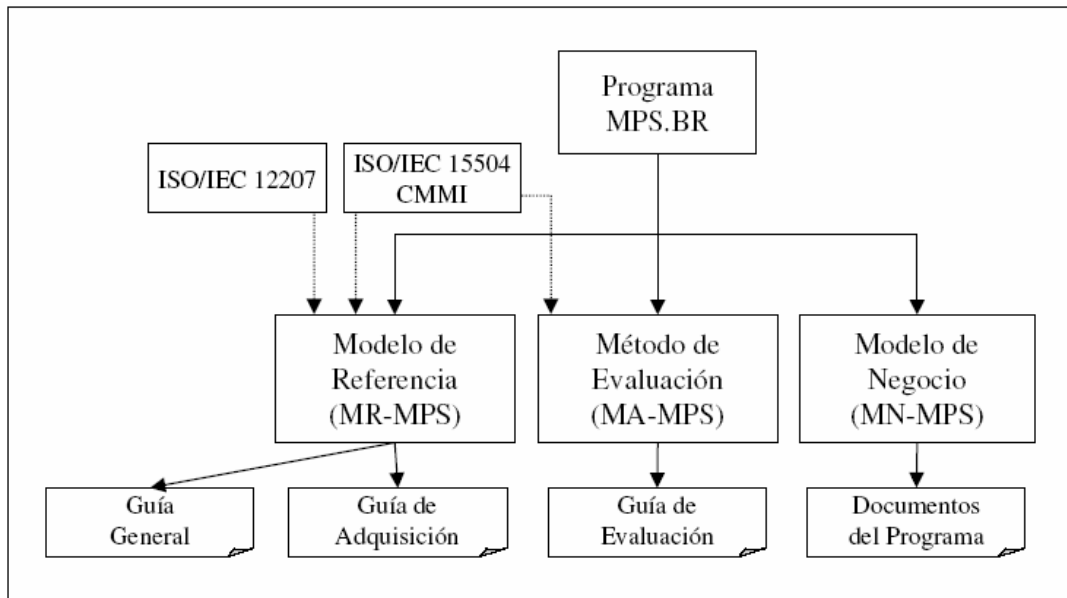 Programa
MPS.BR
ISO/IEC 12207
ISO/IEC 15504
CMMI
Modelo de
Referencia
(MR-MPS)
Método de
Evaluación
(MA-MPS)
Modelo de
Negocio
(MN-MPS)
Guía
General
Guía de
Adquisición
Guía de
Evaluación
Documentos
del Programa